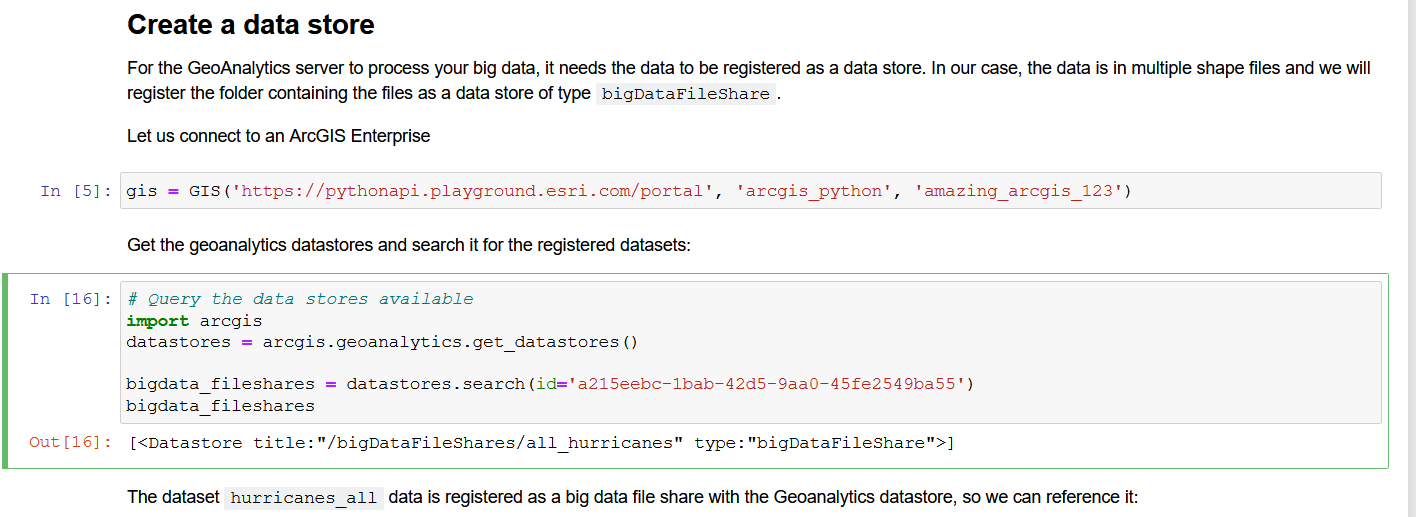 Create a data store
For the GeoAnalytics server to process your big data, it needs the data to be registered as a data store. In our case, the data is in multiple shape files and we will
register the folder containing the files as a data store of type bigDataFileShare.
Let us connect to an ArcGIS Enterprise
In [5]: gis = GIS('https://pythonapi.playground.esri.com/portal', 'arcgis_python', 'amazing_arcgis_123')
Get the geoanalytics datastores and search it for the registered datasets:
In [16]: # Query the data stores available
import arcgis
datastores = arcgis.geoanalytics.get_datastores()
bigdata_fileshares = datastores.search(id='a215eebc-1bab-42d5-9aa0-45fe2549ba55')
bigdata_fileshares
Out[16]: [<Datastore title:"/bigDataFileShares/all_hurricanes" type:"bigDataFileShare">]
The dataset hurricanes_all data is registered as a big data file share with the Geoanalytics datastore, so we can reference it: